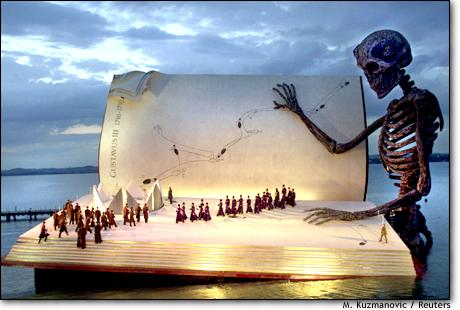 GUSTAVUS III
M. Kuzmanovic / Reuters